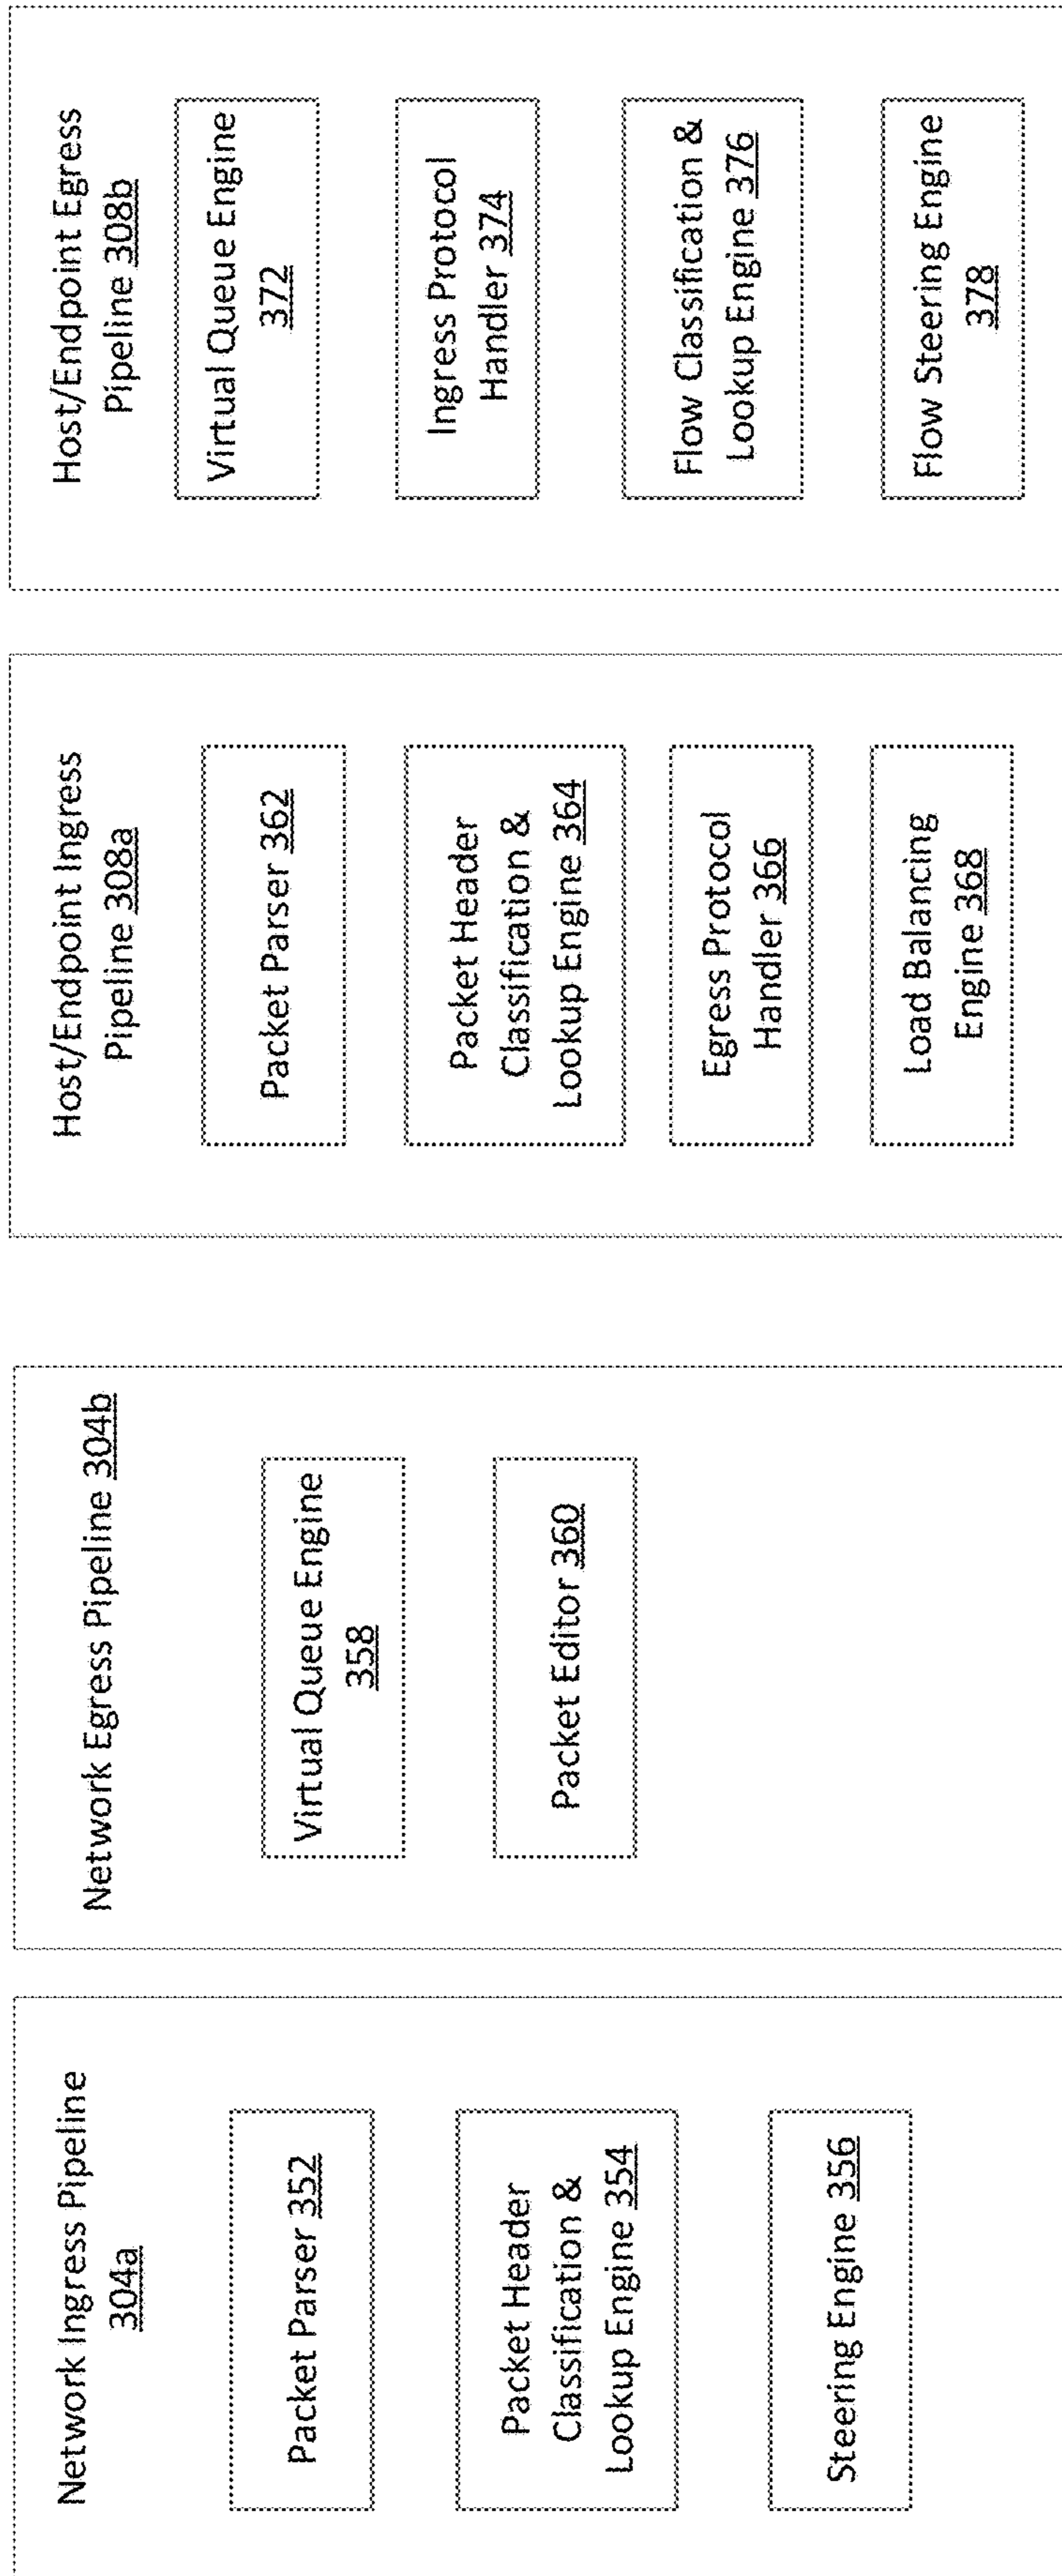 Network Ingress Pipeline
304a
Packet Parser 352
Packet Header
Classification &
Lookup Engine 354
Steering Engine 356
Network Egress Pipeline 304b
Virtual Queue Engine
358
Packet Editor 360
Host/Endpoint Ingress
Pipeline 308a
Packet Parser 362
Packet Header
Classification &
Lookup Engine 364
Egress Protocol
Handler 366
Load Balancing
Engine 368
Host/Endpoint Egress
Pipeline 308b
Virtual Queue Engine
372
Ingress Protocol
Handler 374
Flow Classification &
Lookup Engine 376
Flow Steering Engine
378